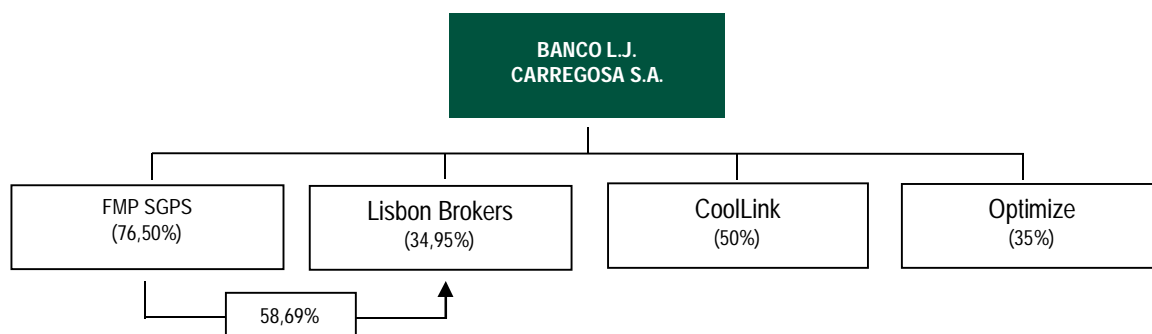 BANCO L.J.
CARREGOSA S.A.
FMP SGPS
(76,50%)
Lisbon Brokers
(34,95%)
CoolLink
(50%)
Optimize
(35%)
58,69%